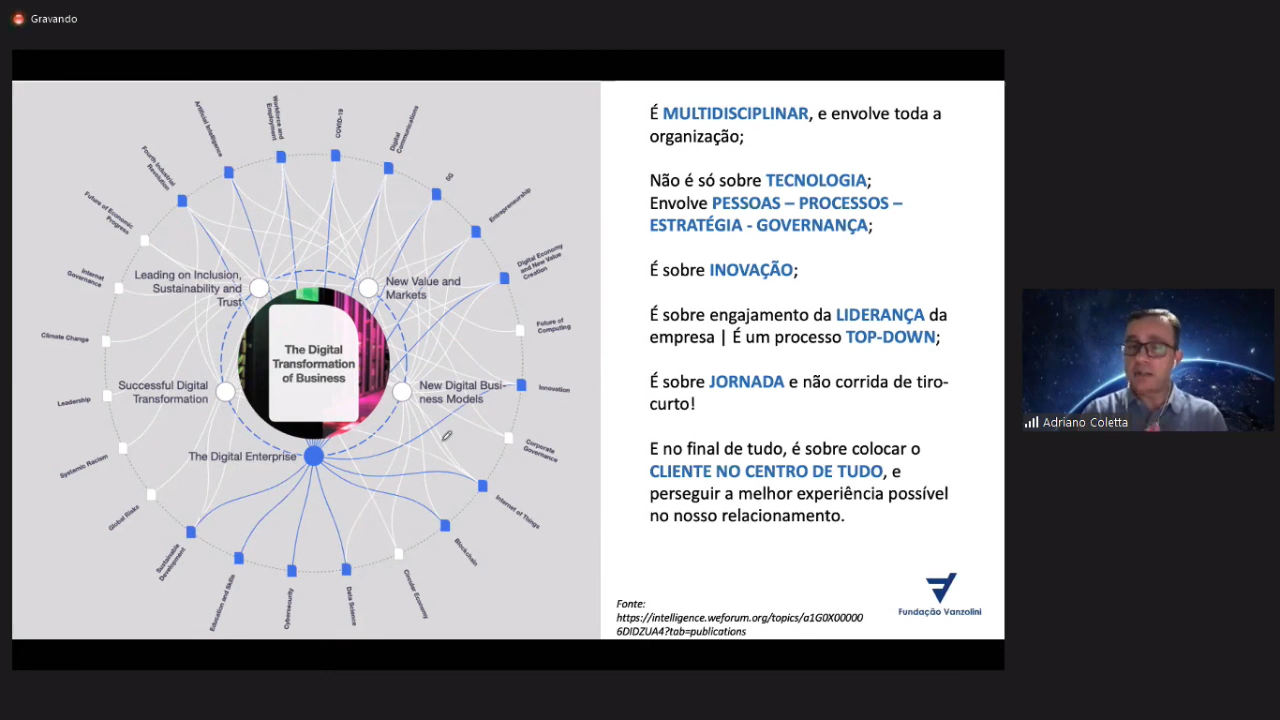 Gravando
Artificial Intelligence
Workforce and
Employment
COVID-19
Digital
Communications
5G
Entrepreneurship
Digital Economy
and New Value
Creation
Future of
Computing
Innovation
Corporate
Governance
Internet of Things
Blockchain
Circular Economy
Data Science
Cybersecurity
Education and Skills
Sustainable
Development
Global Risks
Systemic Racism
Leadership
Climate Change
Internet
Governance
Future of Economic
Progress
Fourth Industrial
Revolution
Leading on Inclusion,
Sustainability and
Trust
New Value and
Markets
The Digital
Transformation
of Business
Successful Digital
Transformation
New Digital Busi-
ness Models
The Digital Enterprise
É MULTIDISCIPLINAR, e envolve toda a
organização;
Não é só sobre TECNOLOGIA;
Envolve PESSOAS – PROCESSOS –
ESTRATÉGIA - GOVERNANÇA;
É sobre INOVAÇÃO;
É sobre engajamento da LIDERANÇA da
empresa | É um processo TOP-DOWN;
É sobre JORNADA e não corrida de tiro-
curto!
E no final de tudo, é sobre colocar o
CLIENTE NO CENTRO DE TUDO, e
perseguir a melhor experiência possível
no nosso relacionamento.
Fonte:
https://intelligence.weforum.org/topics/a1G0X00000
6DIDZUA4?tab=publications
Fundação Vanzolini
Adriano Coletta